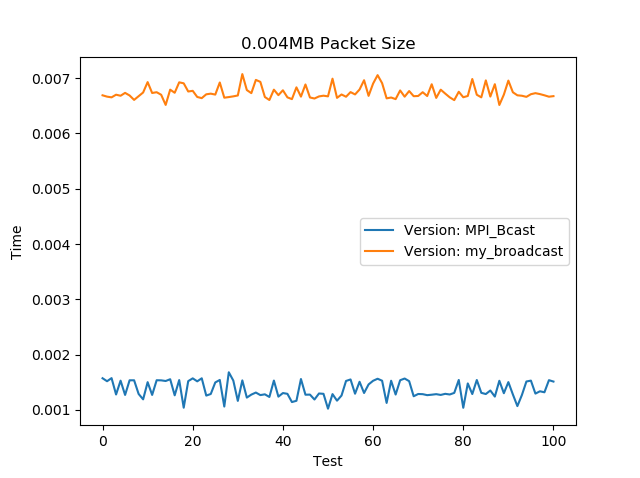 0.004MB Packet Size
0.007
0.006
0.005
0.004
0.003
0.002
0.001
Time
Version: MPI_Bcast
Version: my_broadcast
0 20 40 60 80 100
Test